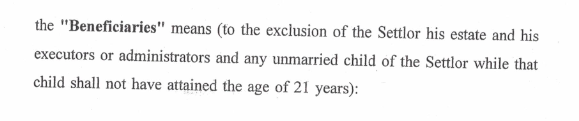 the "Beneficiaries" means (to the exclusion of the Settlor his estate and his
executors or administrators and any unmarried child of the Settlor while that
child shall not have attained the age of 21 years):